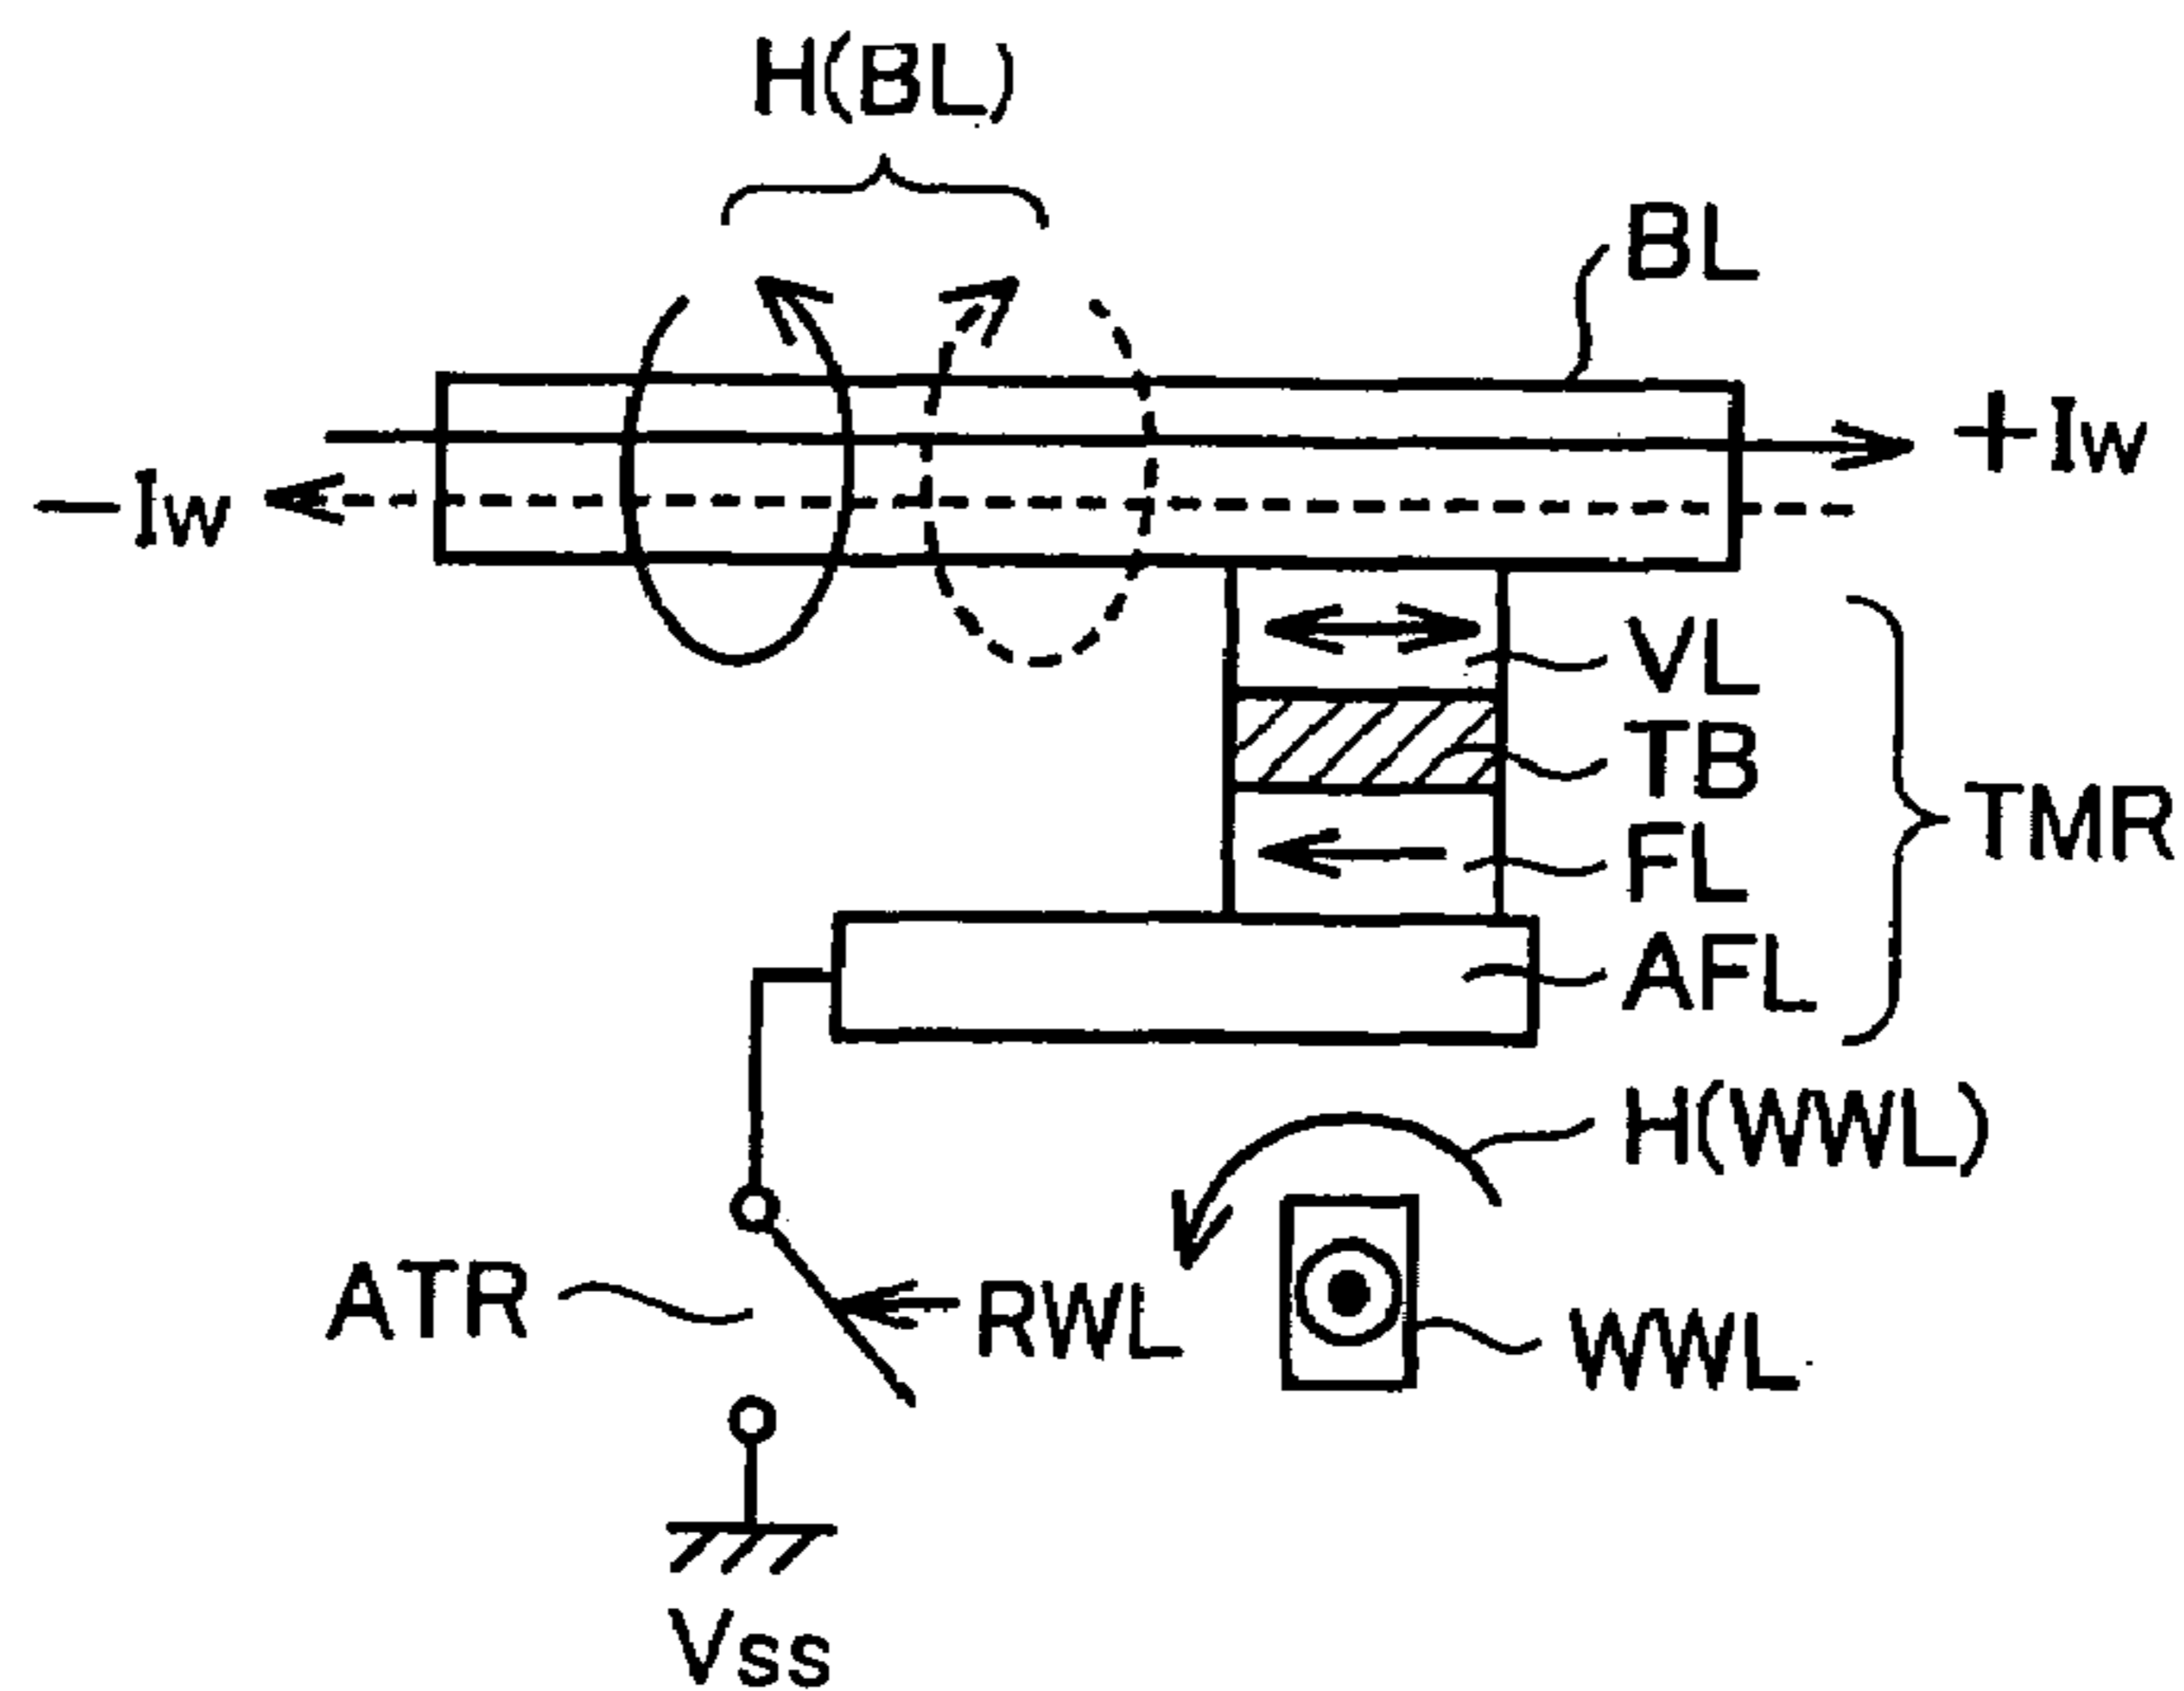 H(BL)
BL
+Iw
−Iw
VL
TB
TMR
FL
AFL
H(WWL)
ATR
RWL
WWL
Vss